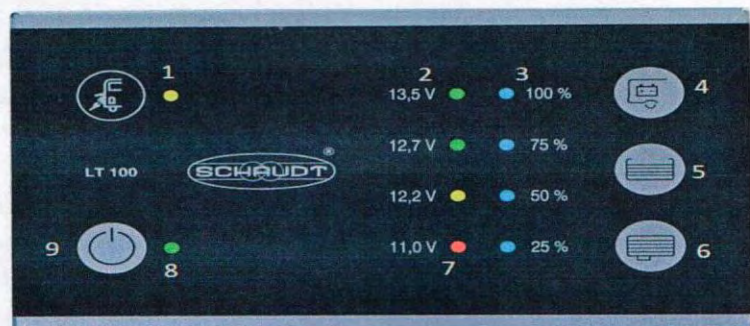 1 2 3
13,5 V 100 % 4
12,7 V 75 %
LT 100 SCHAUDT ® 5
12,2 V 50 %
9 11,0 V 25 % 6
8 7